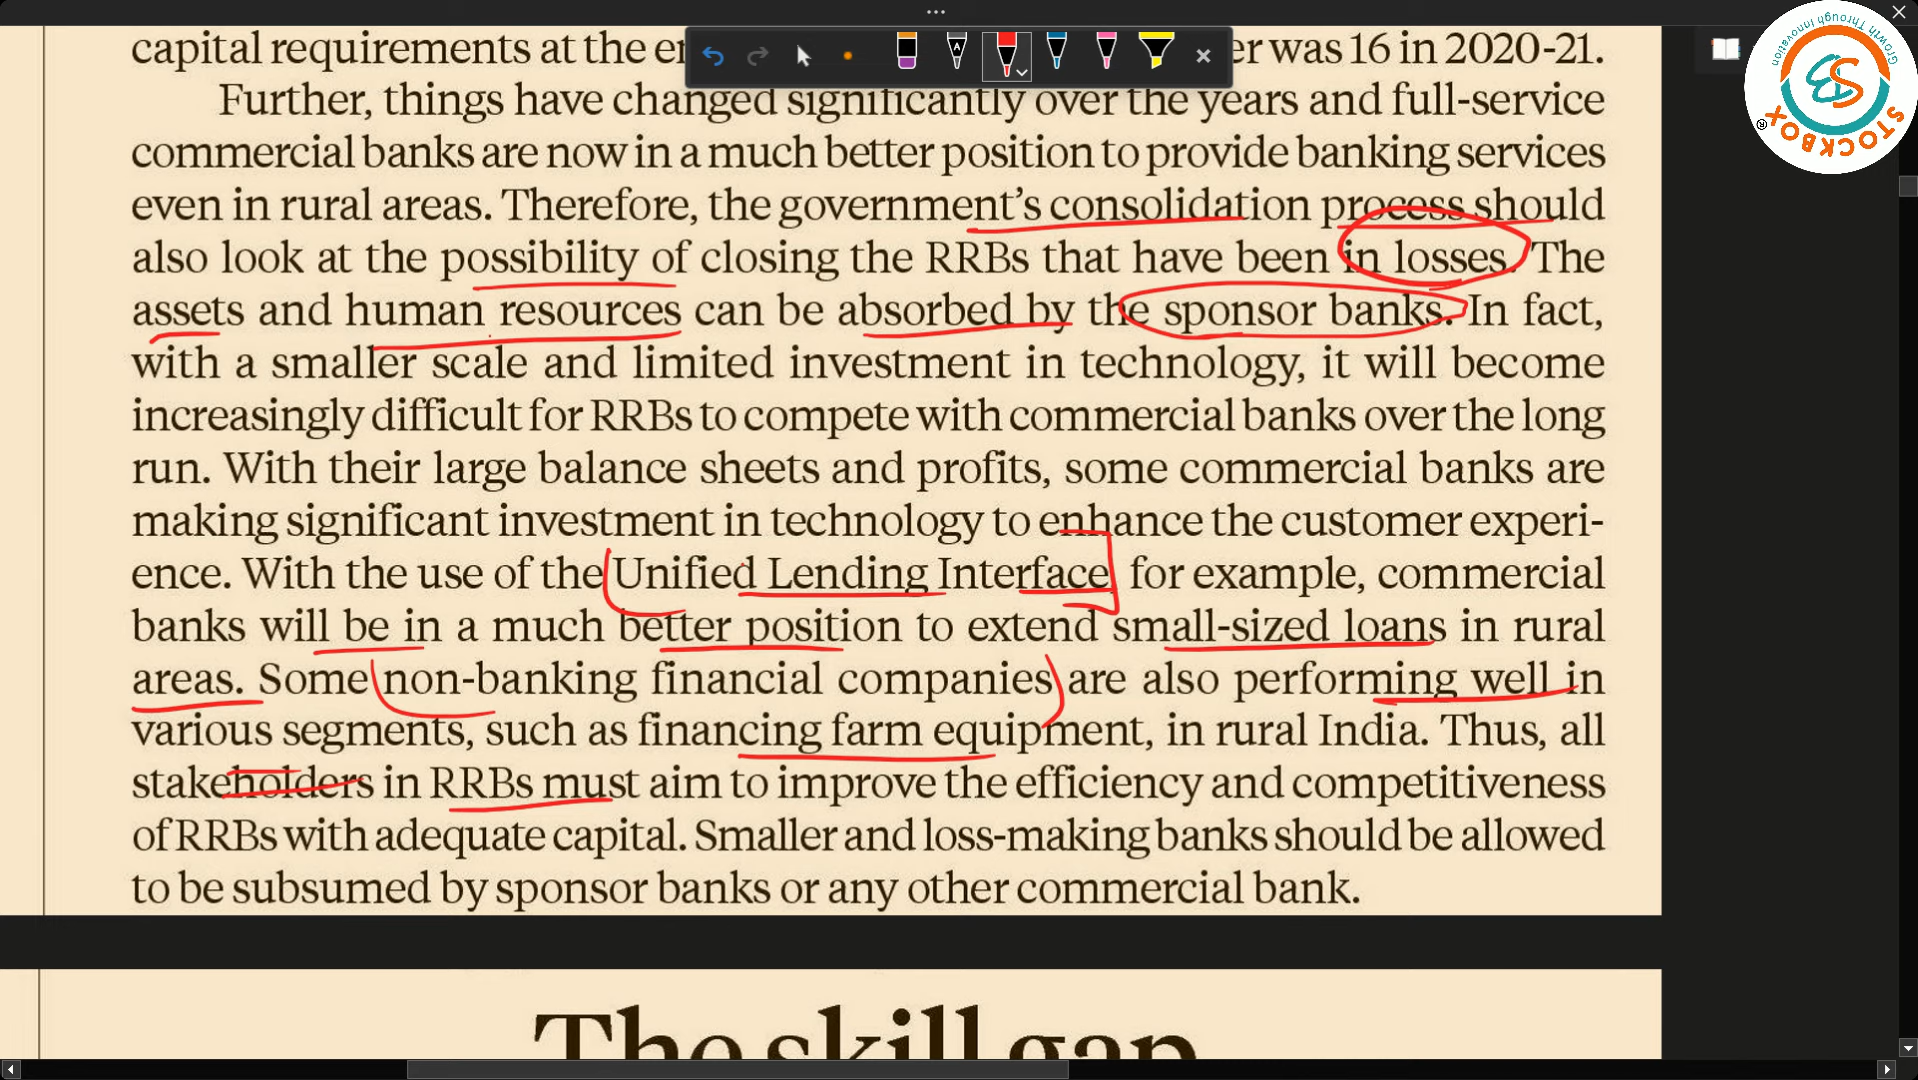 capital requirements at the er was 16 in 2020-21.
Further, things have changed significantly over the years and full-service
commercial banks are now in a much better position to provide banking services
even in rural areas. Therefore, the government’s consolidation process should
also look at the possibility of closing the RRBs that have been in losses. The
assets and human resources can be absorbed by the sponsor banks. In fact,
with a smaller scale and limited investment in technology, it will become
increasingly difficult for RRBs to compete with commercial banks over the long
run. With their large balance sheets and profits, some commercial banks are
making significant investment in technology to enhance the customer experi-
ence. With the use of the Unified Lending Interface, for example, commercial
banks will be in a much better position to extend small-sized loans in rural
areas. Some non-banking financial companies are also performing well in
various segments, such as financing farm equipment, in rural India. Thus, all
stakeholders in RRBs must aim to improve the efficiency and competitiveness
of RRBs with adequate capital. Smaller and loss-making banks should be allowed
to be subsumed by sponsor banks or any other commercial bank.
The skill gap
Growth Through Innovation
STOCKBOX
®